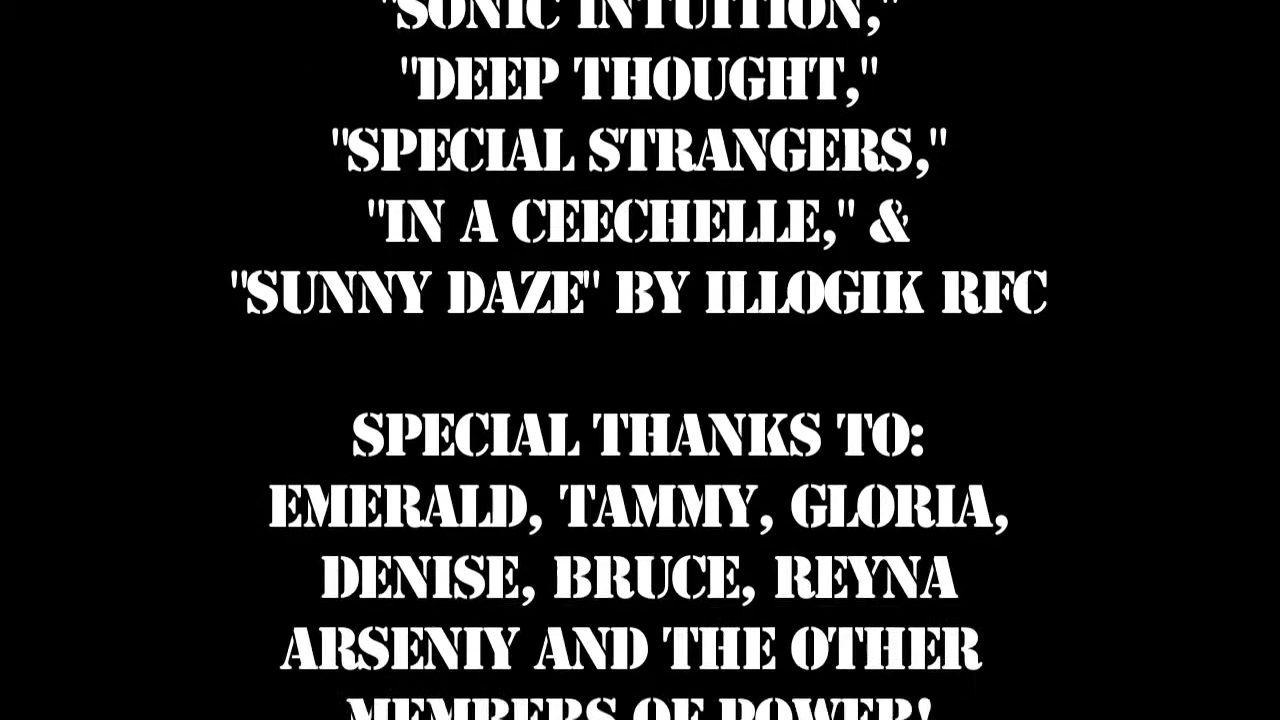 "SONIC INTUITION,"
"DEEP THOUGHT,"
"SPECIAL STRANGERS,"
"IN A CEECHELLE," &
"SUNNY DAZE" BY ILLOGIK RFC
SPECIAL THANKS TO:
EMERALD, TAMMY, GLORIA,
DENISE, BRUCE, REYNA
ARSENIY AND THE OTHER
MEMBERS OF POWER!